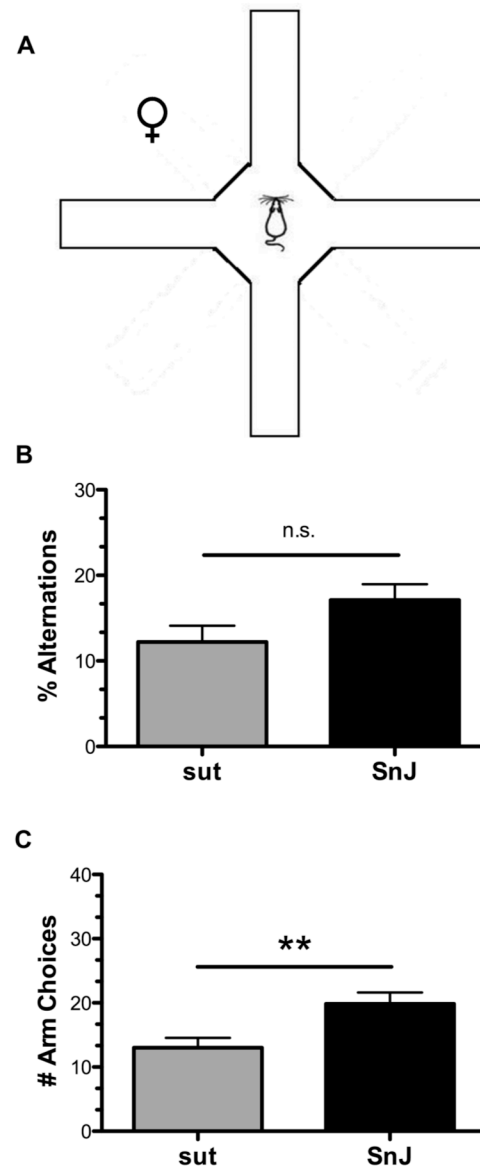 A
♀
B
30
n.s.
20
% Alternations
10
0
sut SnJ
C
40
30
**
# Arm Choices
20
10
0
sut SnJ